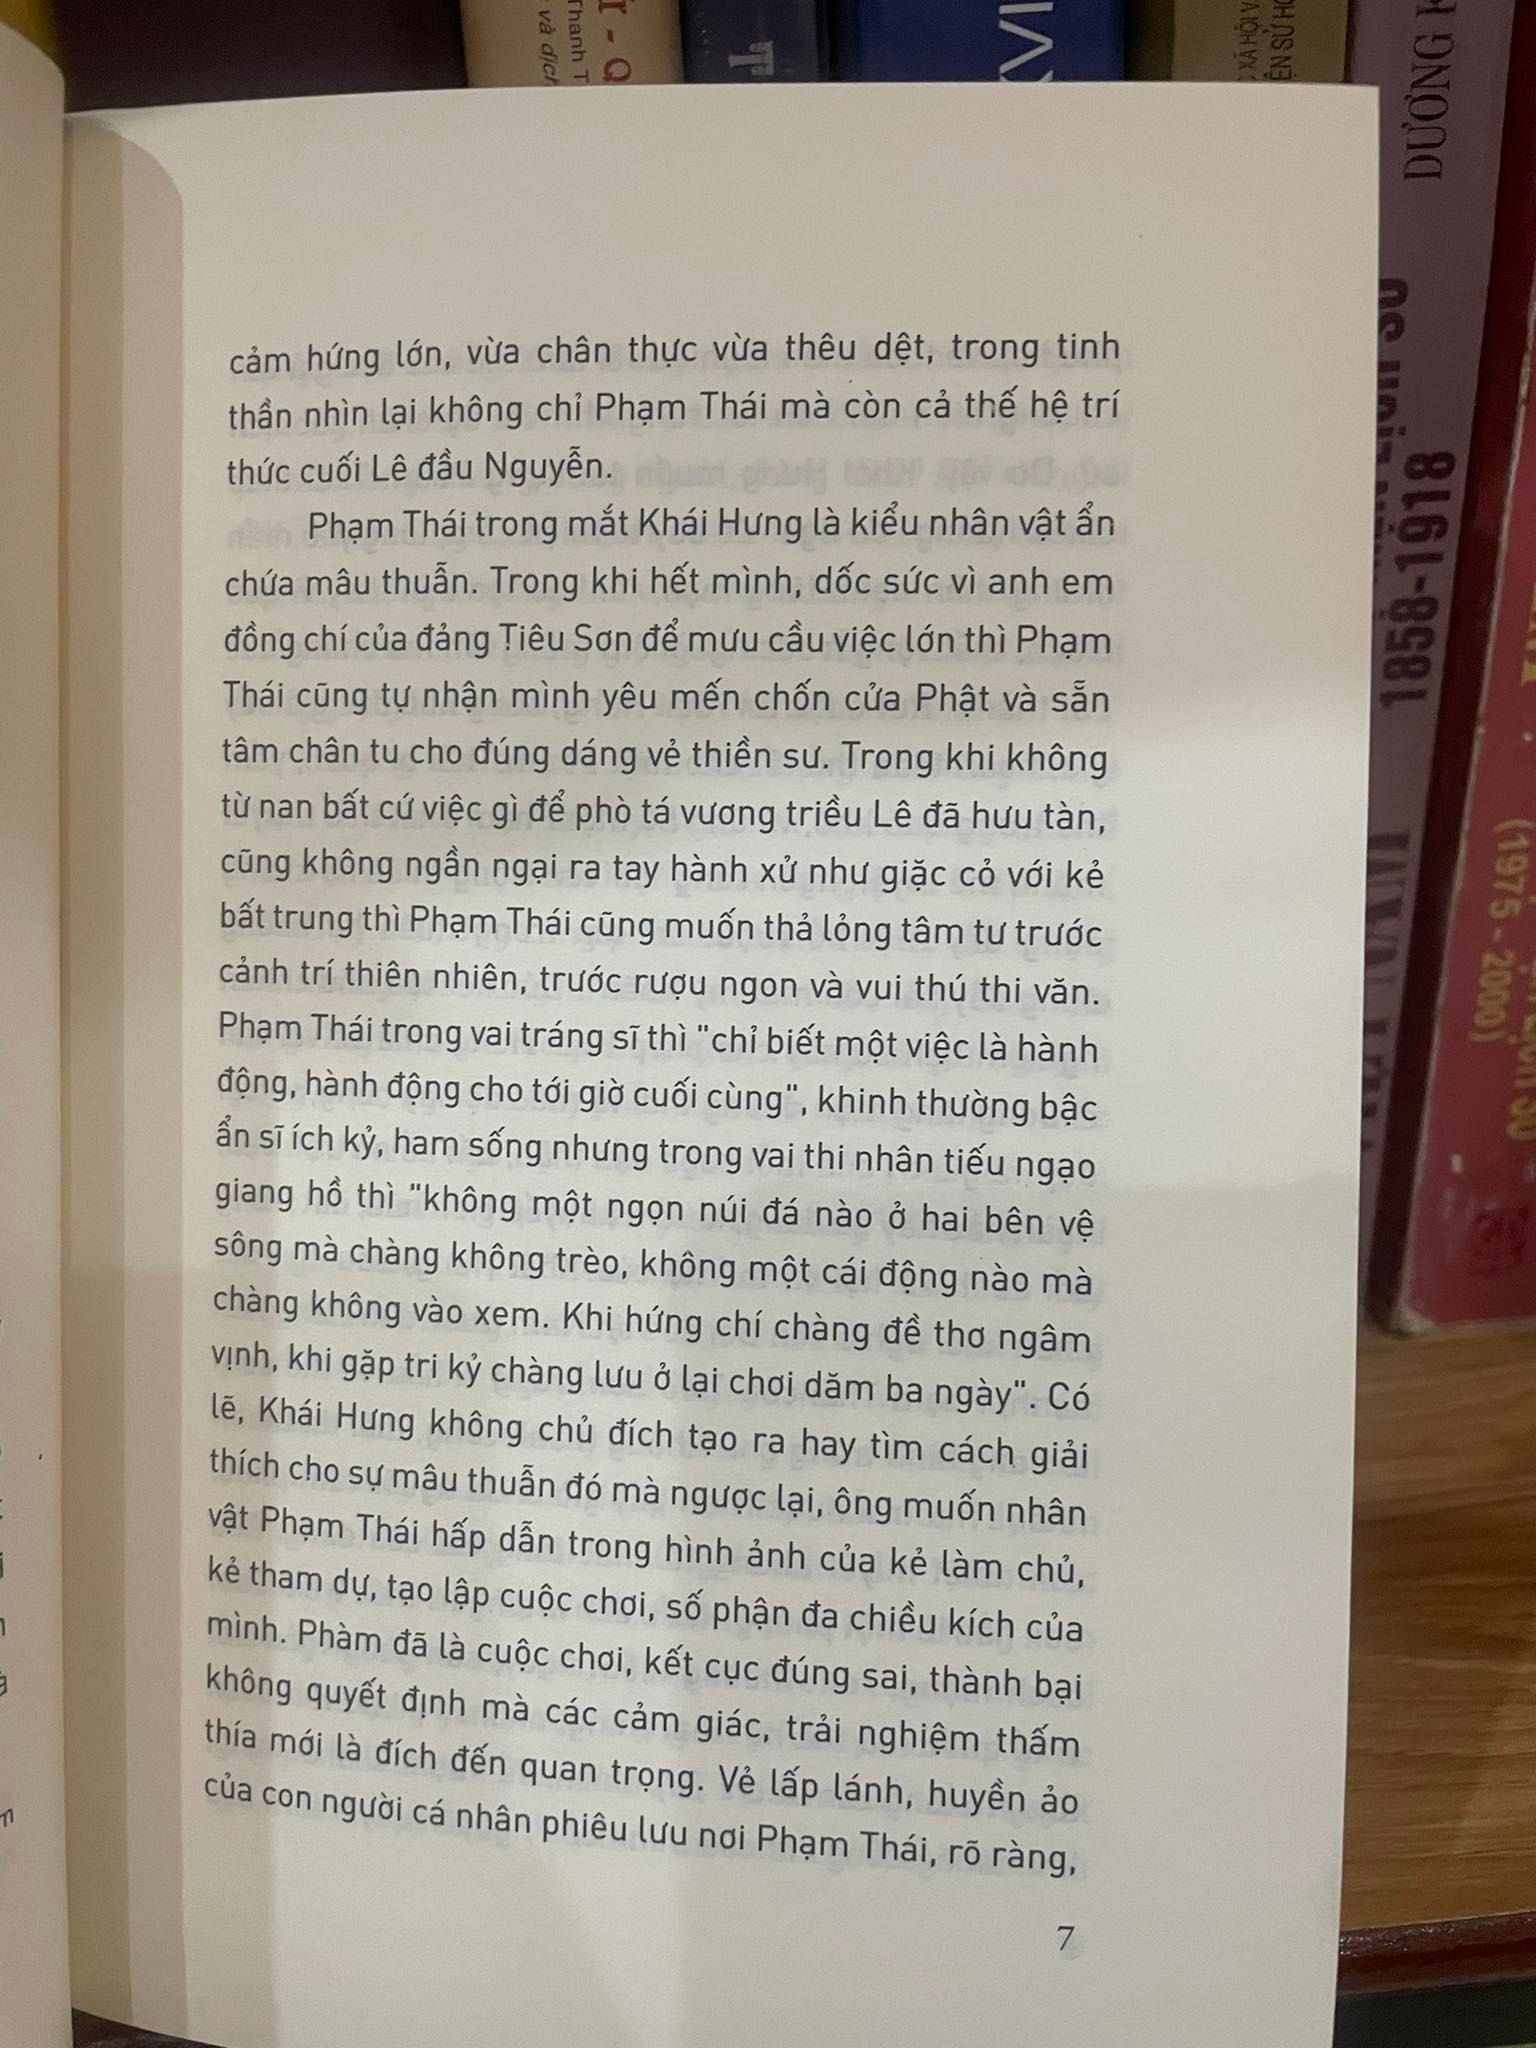 cảm hứng lớn, vừa chân thực vừa thêu dệt, trong tinh
thần nhìn lại không chỉ Phạm Thái mà còn cả thế hệ trí
thức cuối Lê đầu Nguyễn.
Phạm Thái trong mắt Khái Hưng là kiểu nhân vật ẩn
chứa mâu thuẫn. Trong khi hết mình, dốc sức vì anh em
đồng chí của đảng Tiêu Sơn để mưu cầu việc lớn thì Phạm
Thái cũng tự nhận mình yêu mến chốn cửa Phật và sẵn
tâm chân tu cho đúng dáng vẻ thiền sư. Trong khi không
từ nan bất cứ việc gì để phò tá vương triều Lê đã hưu tàn,
cũng không ngần ngại ra tay hành xử như giặc cỏ với kẻ
bất trung thì Phạm Thái cũng muốn thả lỏng tâm tư trước
cảnh trí thiên nhiên, trước rượu ngon và vui thú thi văn.
Phạm Thái trong vai tráng sĩ thì "chỉ biết một việc là hành
động, hành động cho tới giờ cuối cùng", khinh thường bậc
ẩn sĩ ích kỷ, ham sống nhưng trong vai thi nhân tiếu ngạo
giang hồ thì "không một ngọn núi đá nào ở hai bên vệ
sông mà chàng không trèo, không một cái động nào mà
chàng không vào xem. Khi hứng chí chàng đề thơ ngâm
vịnh, khi gặp tri kỷ chàng lưu ở lại chơi dăm ba ngày". Có
lẽ, Khái Hưng không chủ đích tạo ra hay tìm cách giải
thích cho sự mâu thuẫn đó mà ngược lại, ông muốn nhân
vật Phạm Thái hấp dẫn trong hình ảnh của kẻ làm chủ,
kẻ tham dự, tạo lập cuộc chơi, số phận đa chiều kích của
mình. Phàm đã là cuộc chơi, kết cục đúng sai, thành bại
không quyết định mà các cảm giác, trải nghiệm thấm
thía mới là đích đến quan trọng. Vẻ lấp lánh, huyền ảo
của con người cá nhân phiêu lưu nơi Phạm Thái, rõ ràng,
7
Thanh T
và dịch
DƯƠNG
1858-1918
(1975 - 2000)